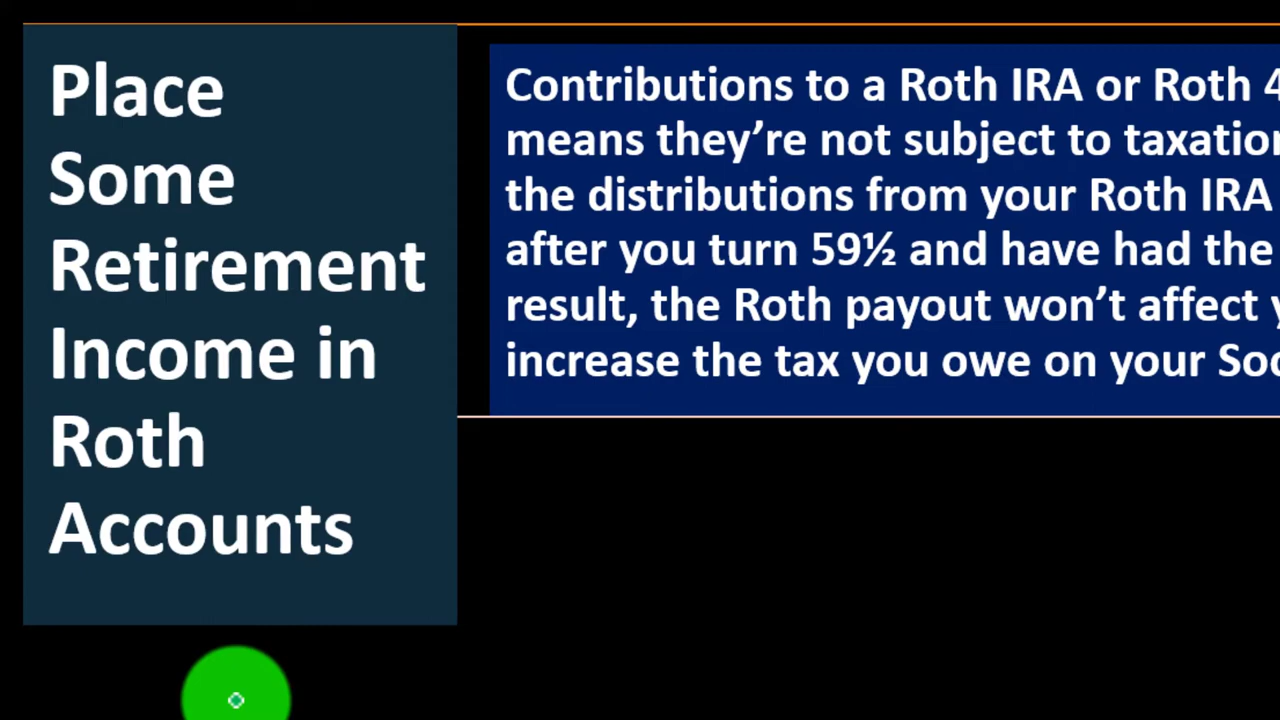 Place
Some
Retirement
Income in
Roth
Accounts
Contributions to a Roth IRA or Roth
means they’re not subject to taxation
the distributions from your Roth IRA
after you turn 59½ and have had the
result, the Roth payout won’t affect
increase the tax you owe on your